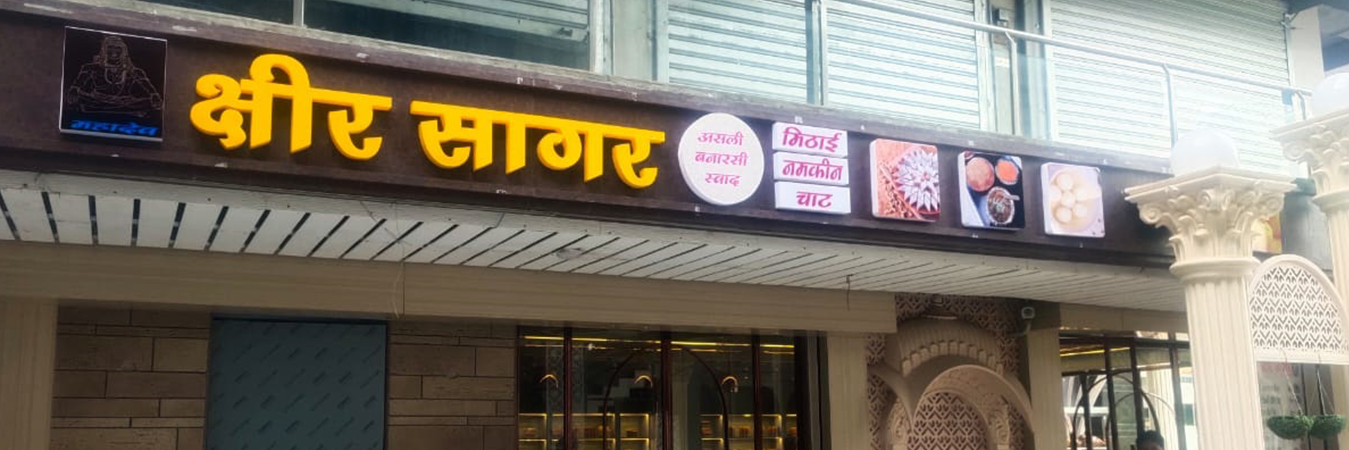 महादेव
क्षीर सागर
असली
बनारसी
स्वाद
मिठाई
नमकीन
चाट